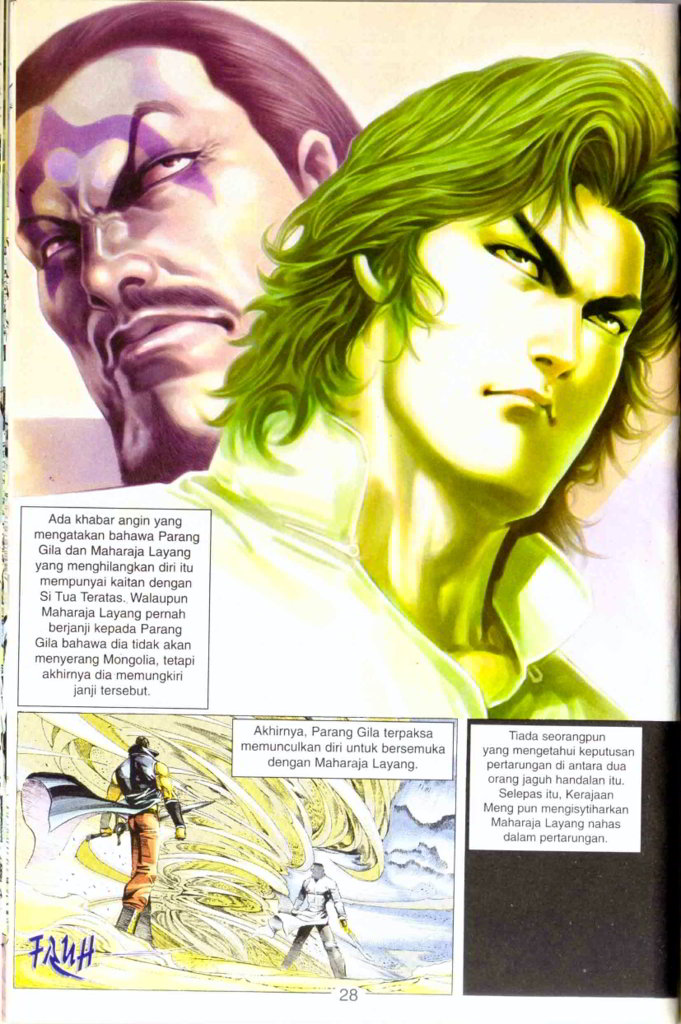 Ada khabar angin yang
mengatakan bahawa Parang
Gila dan Maharaja Layang
yang menghilangkan diri itu
mempunyai kaitan dengan
Si Tua Teratas. Walaupun
Maharaja Layang pernah
berjanji kepada Parang
Gila bahawa dia tidak akan
menyerang Mongolia, tetapi
akhirnya dia memungkiri
janji tersebut.
Akhirnya, Parang Gila terpaksa
memunculkan diri untuk bersemuka
dengan Maharaja Layang.
Tiada seorangpun
yang mengetahui keputusan
pertarungan di antara dua
orang jaguh handalan itu.
Selepas itu, Kerajaan
Meng pun mengisytiharkan
Maharaja Layang nahas
dalam pertarungan.
FRUH
28